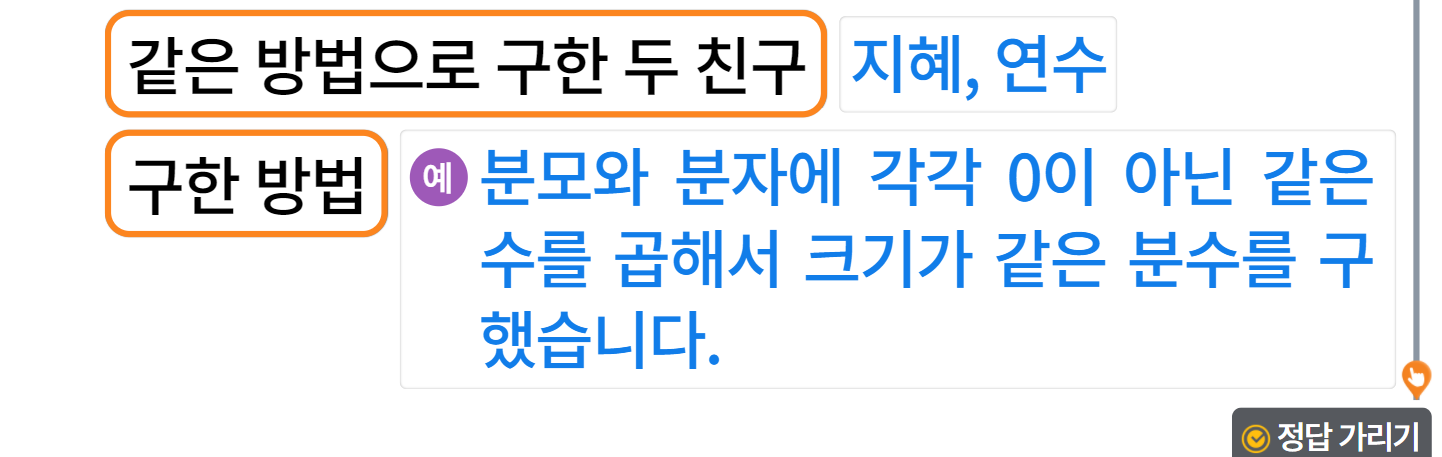 같은 방법으로 구한 두 친구 지혜, 연수
구한 방법 예 분모와 분자에 각각 0이 아닌 같은
수를 곱해서 크기가 같은 분수를 구
했습니다.
정답 가리기